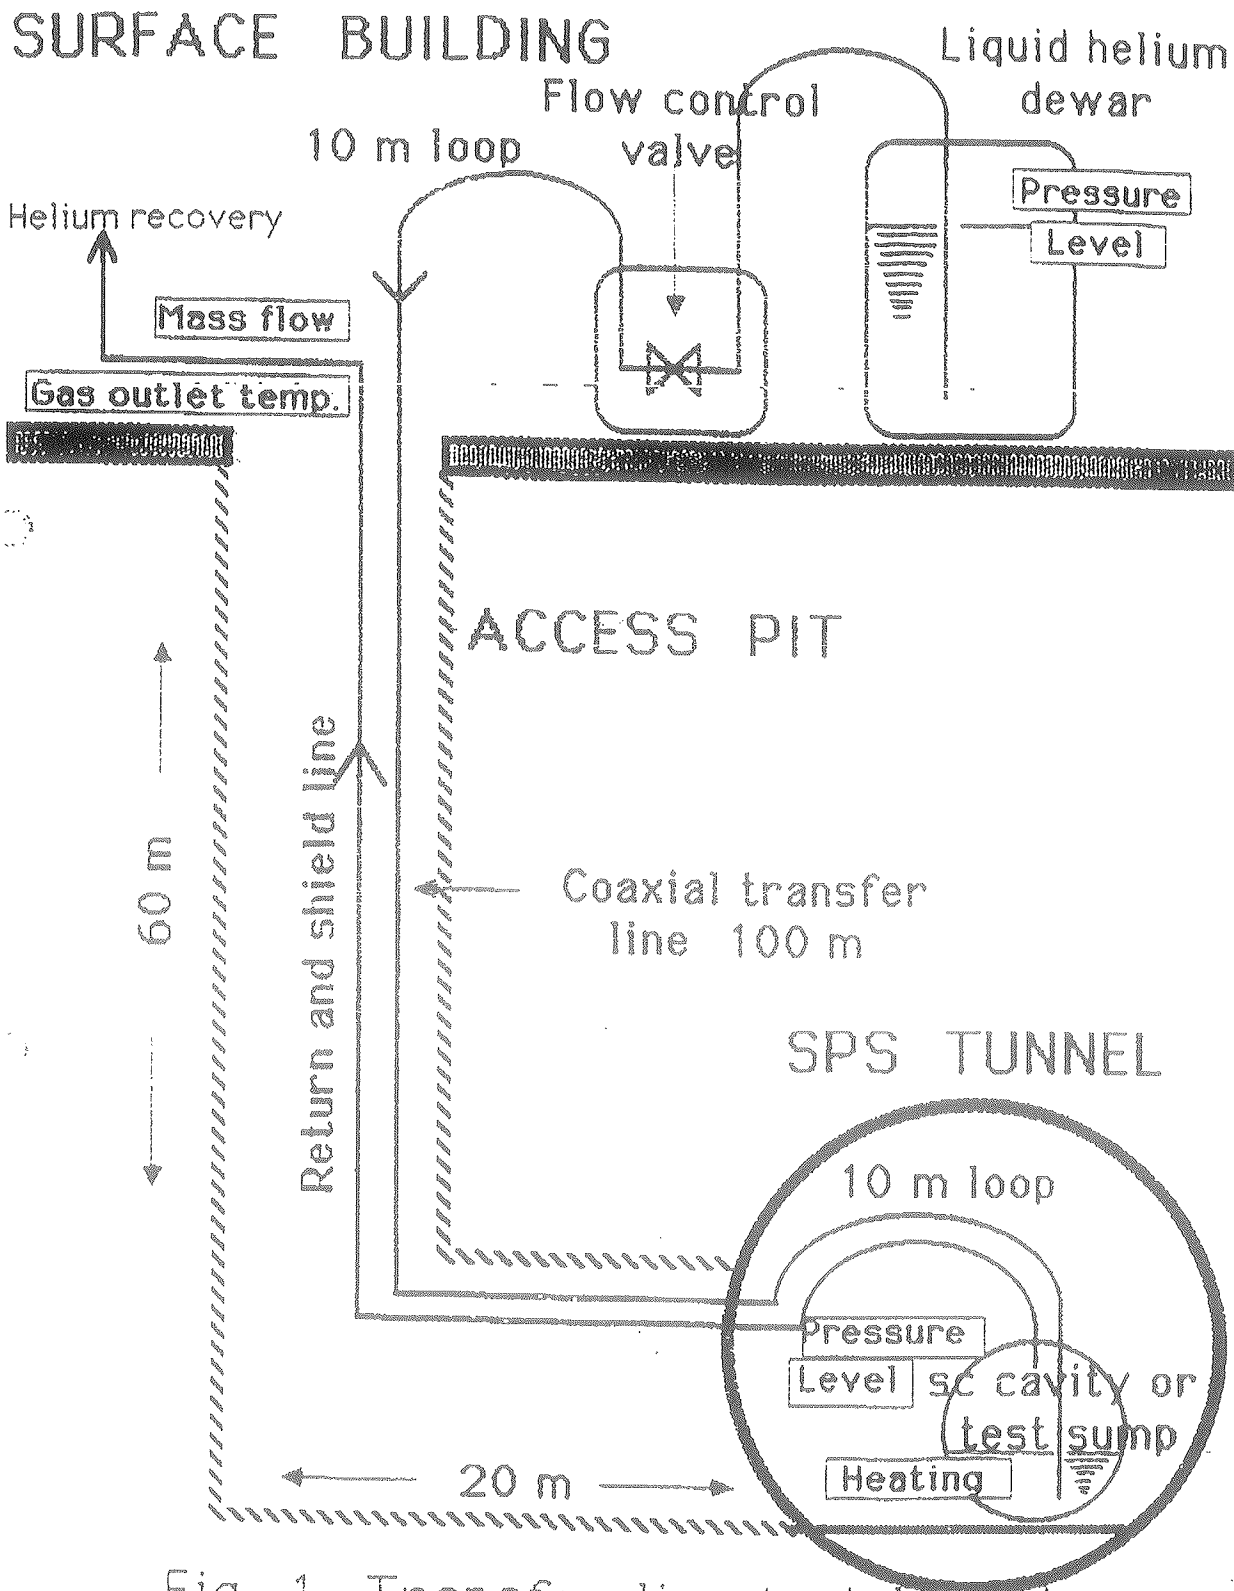 SURFACE BUILDING
Liquid helium
dewar
Flow control
valve
10 m loop
Pressure
Level
Helium recovery
Mass flow
Gas outlet temp.
ACCESS PIT
60 m
Return and shield line
Coaxial transfer
line 100 m
SPS TUNNEL
10 m loop
Pressure
Level
sc cavity or
test sump
Heating
20 m
Fig. 1